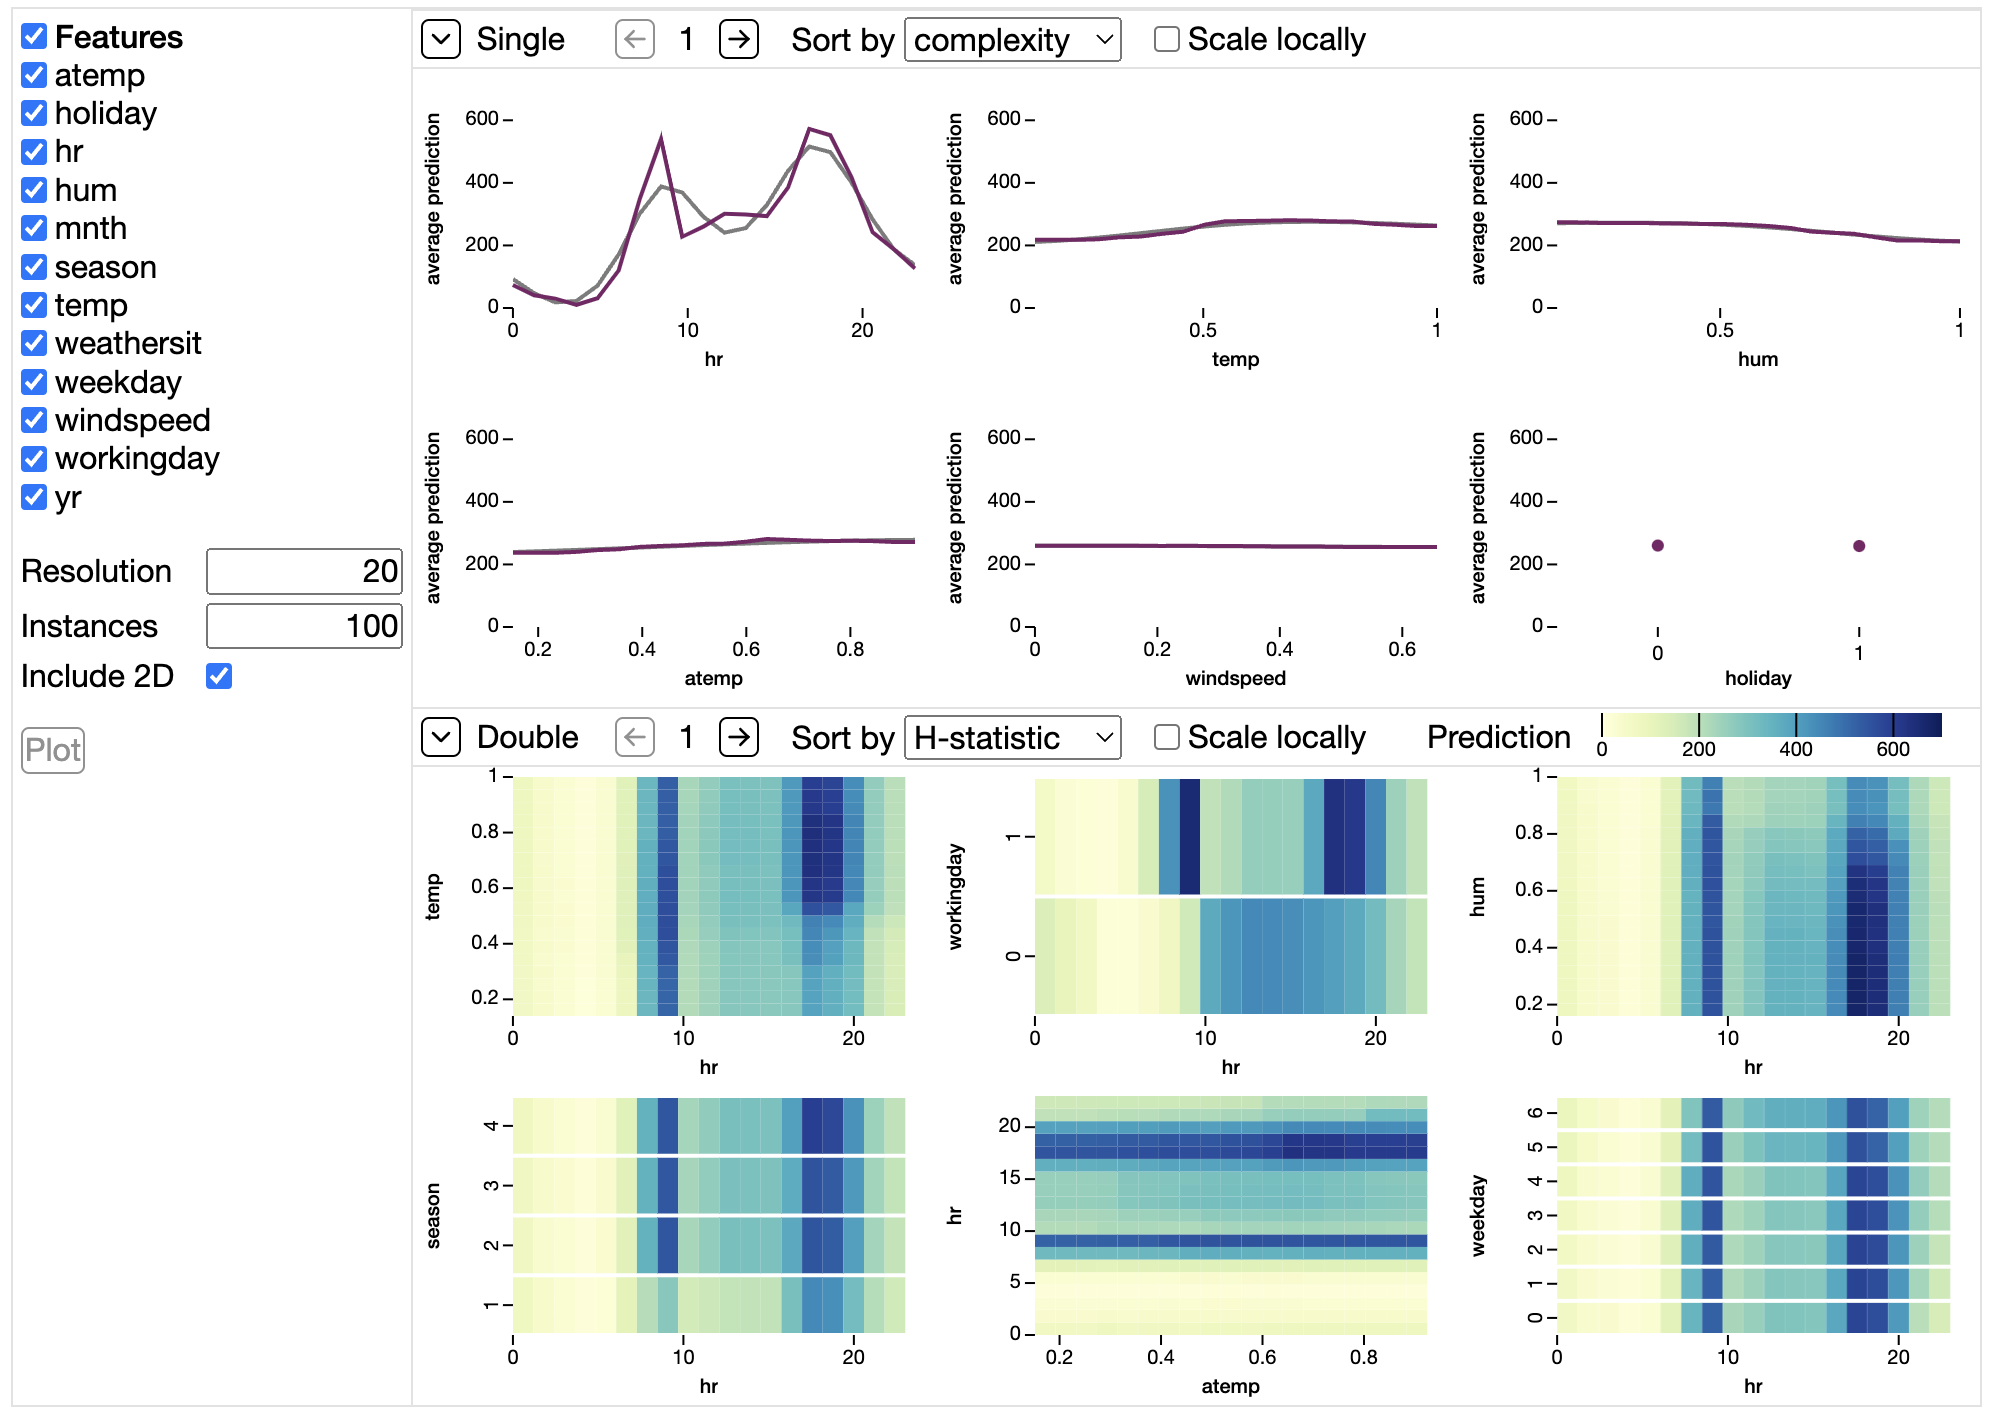 Features
atemp
holiday
hr
hum
mnth
season
temp
weathersit
weekday
windspeed
workingday
yr
Resolution 20
Instances 100
Include 2D
Plot
Single 1 Sort by complexity Scale locally
average prediction
600
400
200
0
0 10 20
hr
average prediction
600
400
200
0
0.5 1
temp
average prediction
600
400
200
0
0.5 1
hum
average prediction
600
400
200
0
0.2 0.4 0.6 0.8
atemp
average prediction
600
400
200
0
0 0.2 0.4 0.6
windspeed
average prediction
600
400
200
0
0 1
holiday
Double 1 Sort by H-statistic Scale locally Prediction
0 200 400 600
temp
1
0.8
0.6
0.4
0.2
0 10 20
hr
workingday
1
0
0 10 20
hr
hum
1
0.8
0.6
0.4
0.2
0 10 20
hr
season
4
3
2
1
0 10 20
hr
hr
20
15
10
5
0
0.2 0.4 0.6 0.8
atemp
weekday
6
5
4
3
2
1
0
0 10 20
hr